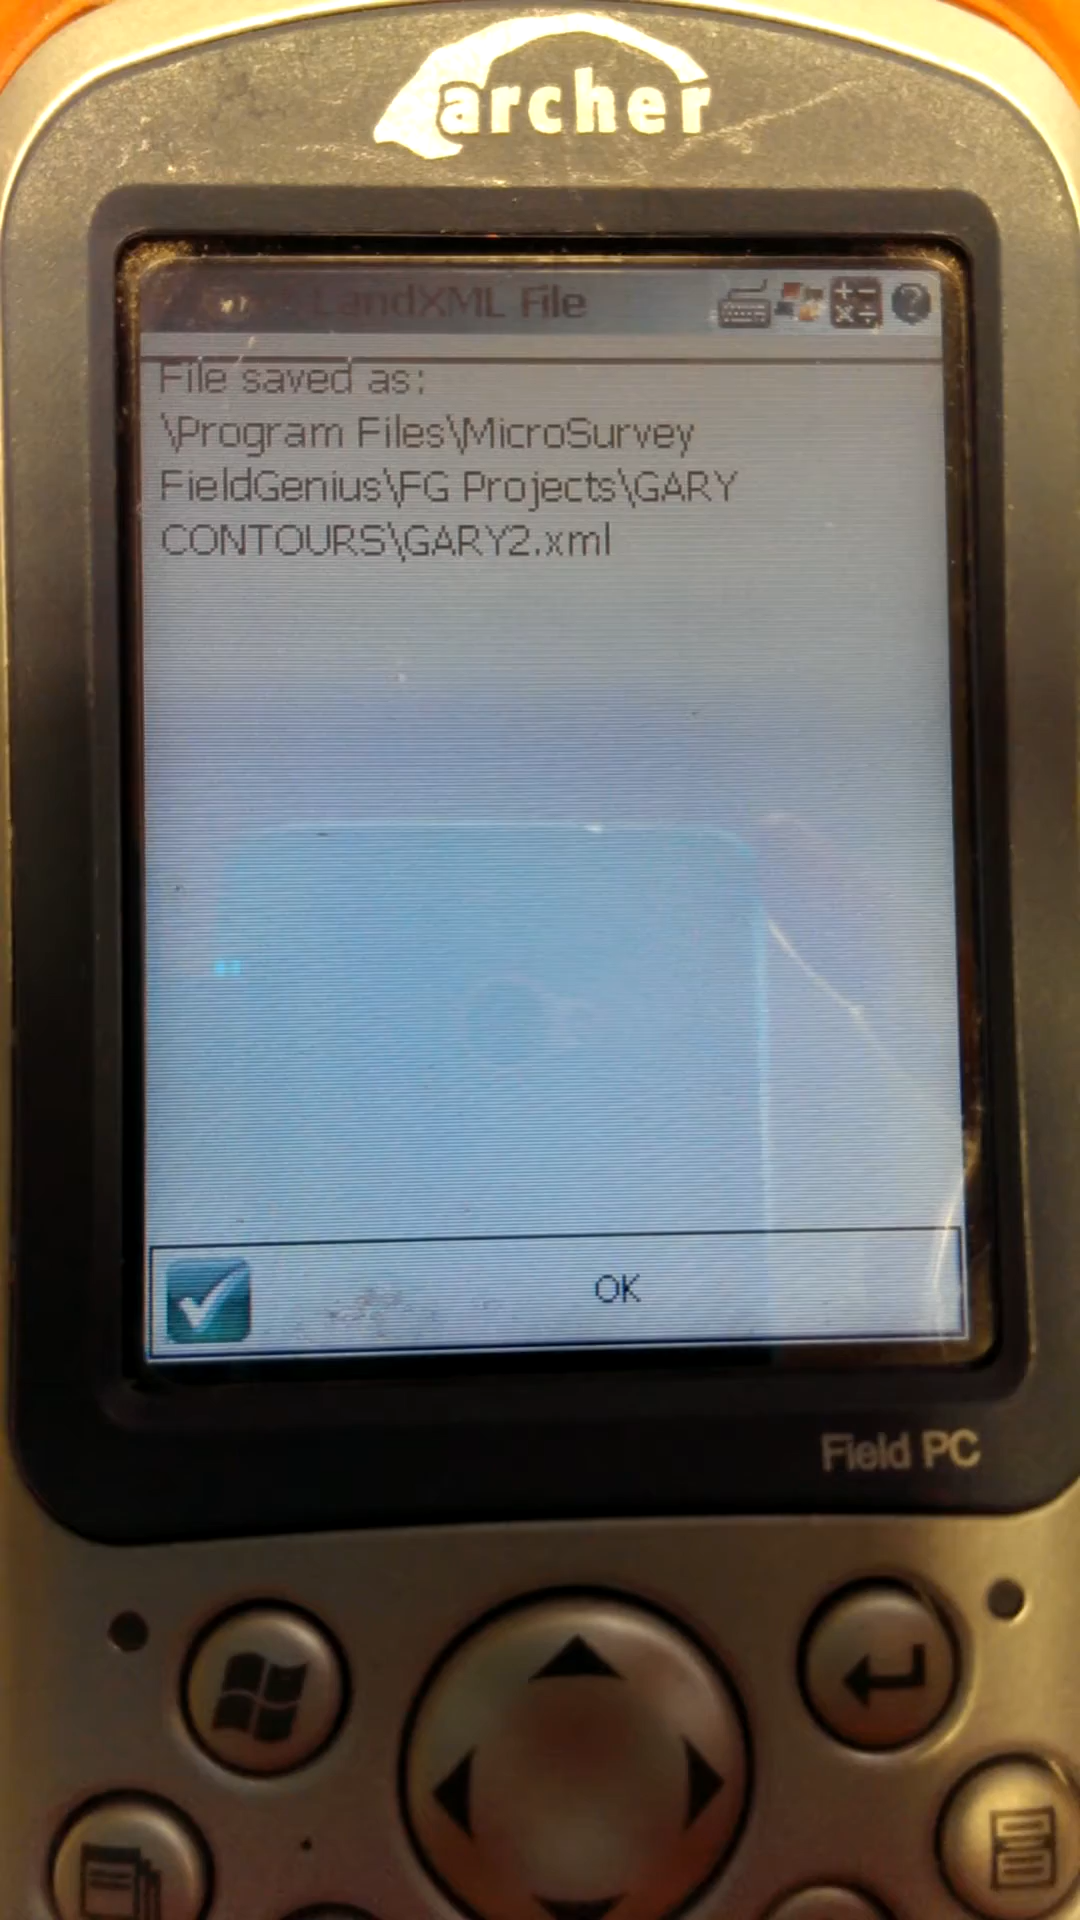 archer
LandXML File
File saved as:
\Program Files\MicroSurvey
FieldGenius\FG Projects\GARY
CONTOURS\GARY2.xml
OK
Field PC